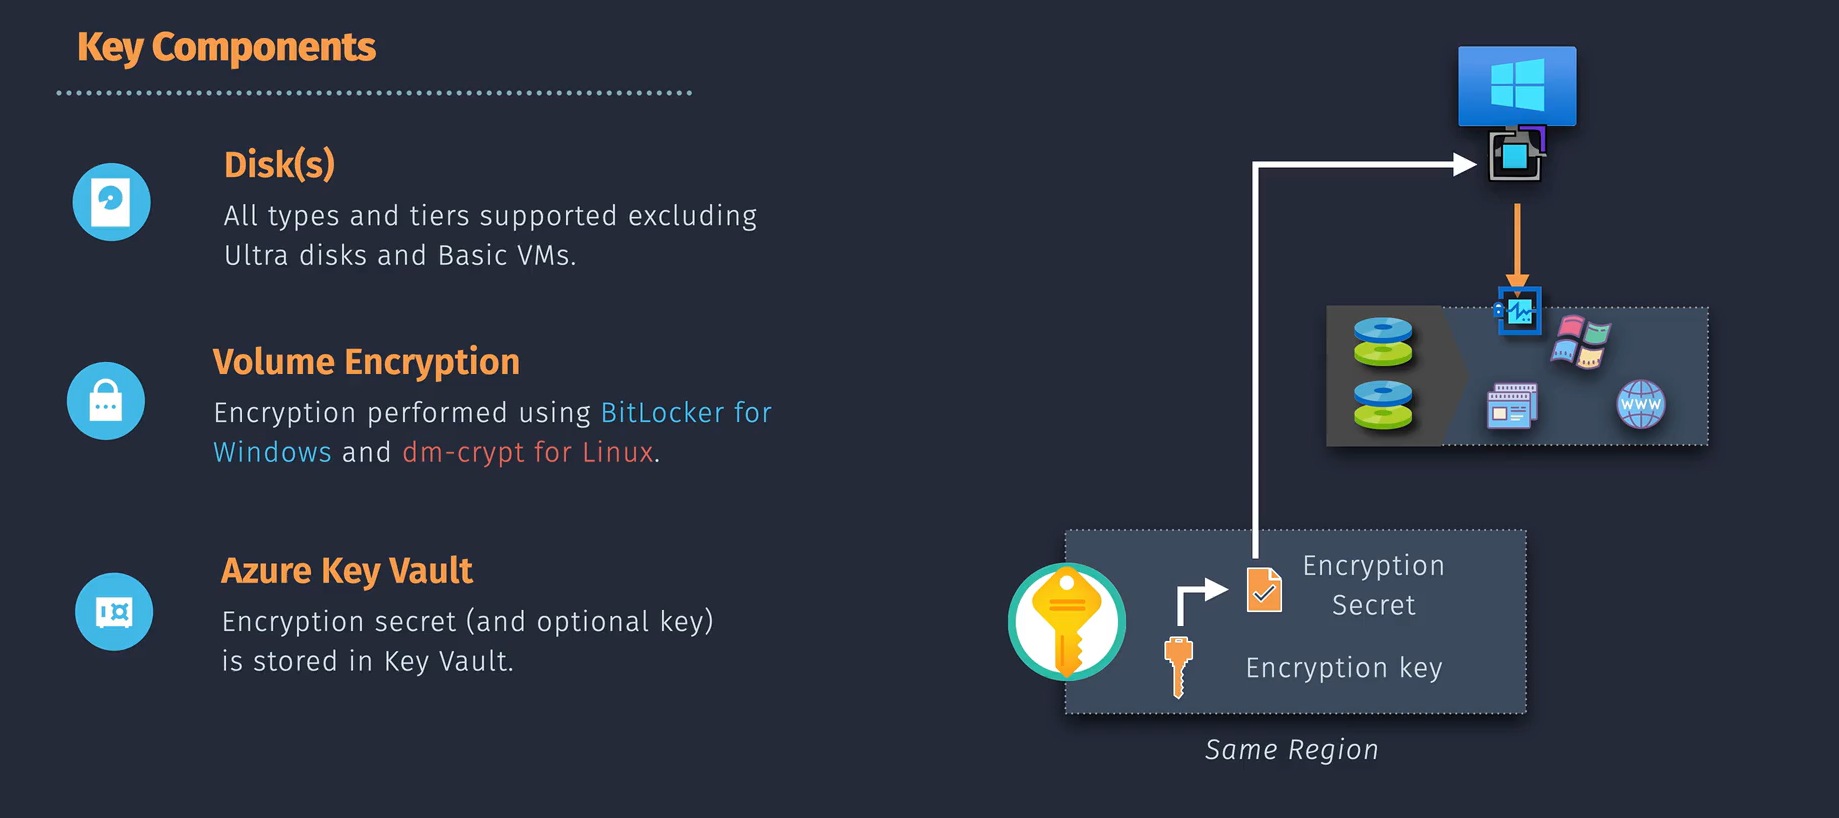 Key Components
Disk(s)
All types and tiers supported excluding
Ultra disks and Basic VMs.
Volume Encryption
Encryption performed using BitLocker for
Windows and dm-crypt for Linux.
Azure Key Vault
Encryption secret (and optional key)
is stored in Key Vault.
WWW
Encryption
Secret
Encryption key
Same Region